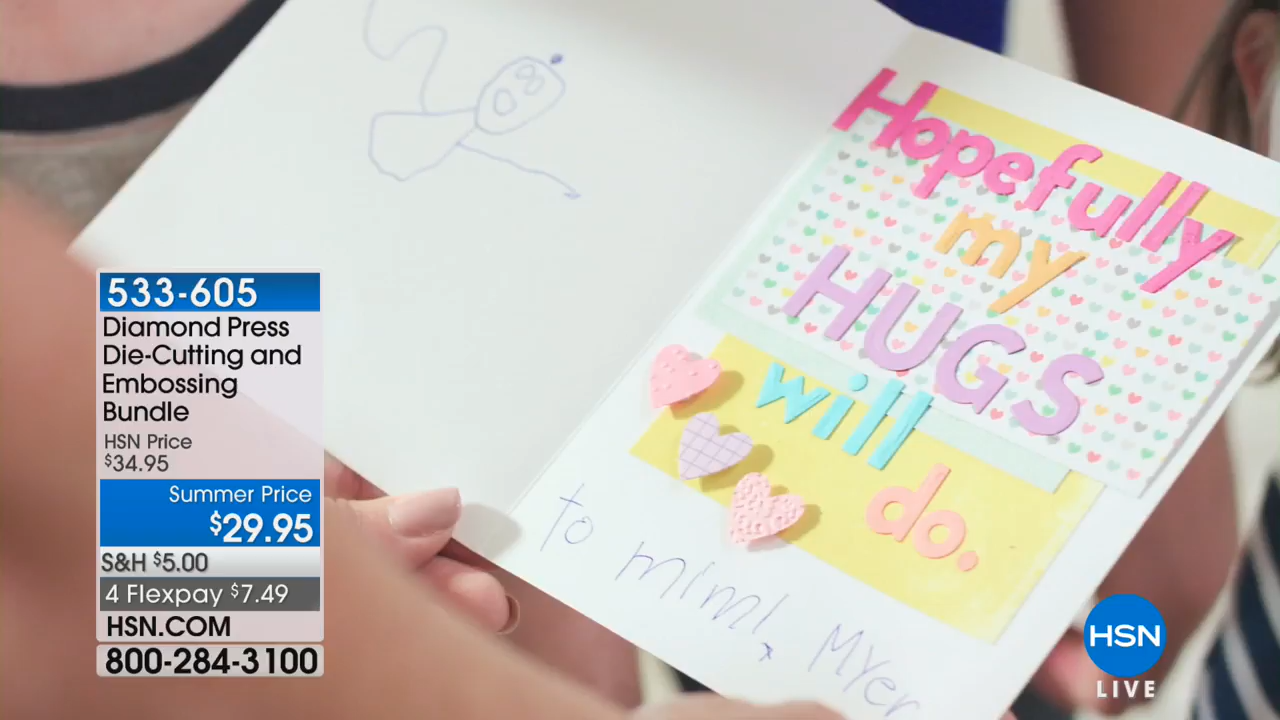 Hopefully
my
HUGS
will
do.
to mimi,
Myer
533-605
Diamond Press
Die-Cutting and
Embossing
Bundle
HSN Price
$34.95
Summer Price
$29.95
S&H $5.00
4 Flexpay $7.49
HSN.COM
800-284-3100
HSN
LIVE